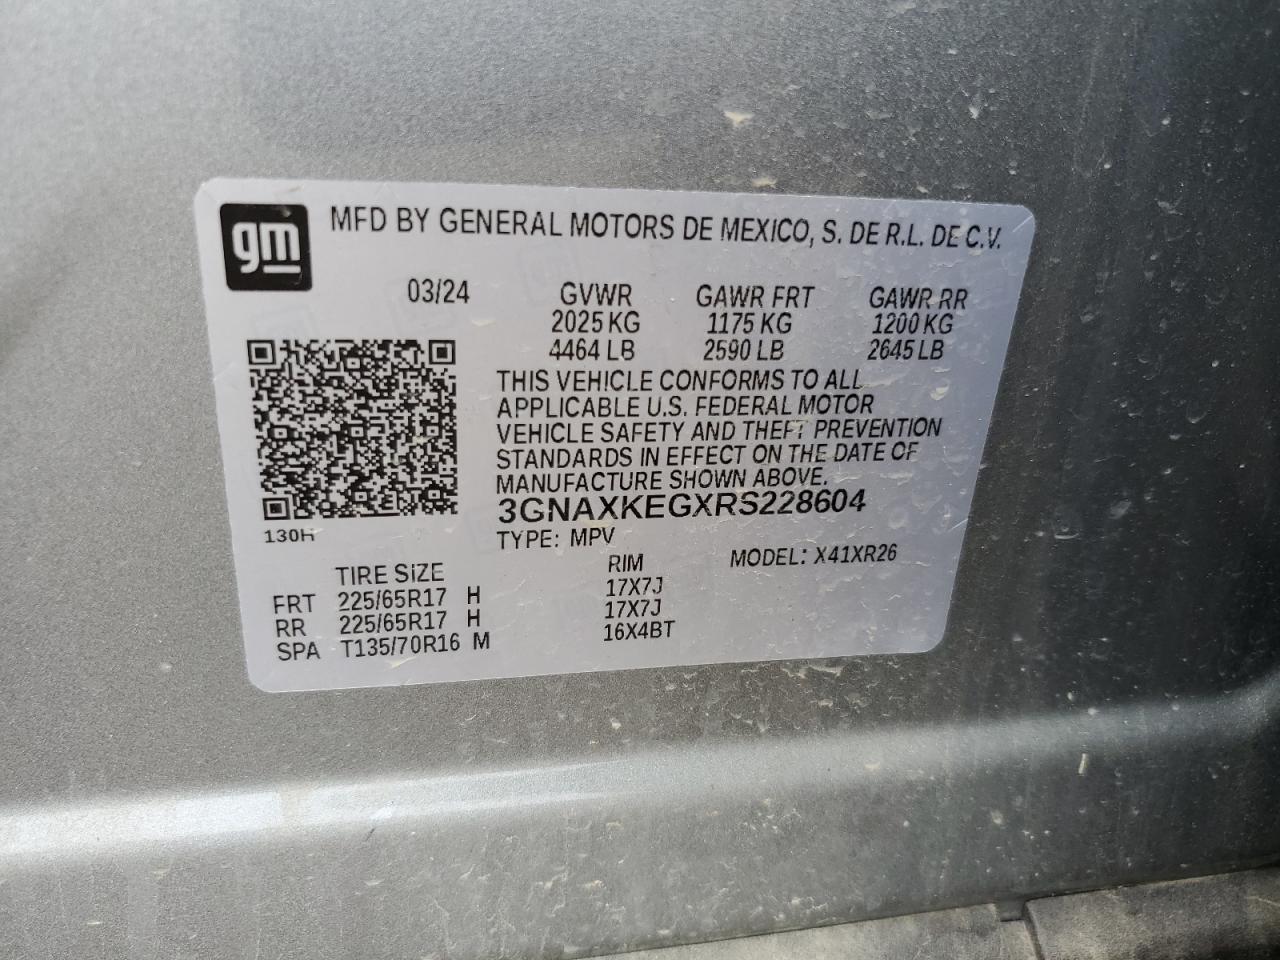 gm
MFD BY GENERAL MOTORS DE MEXICO, S. DE R.L. DE C.V.
03/24 GVWR GAWR FRT GAWR RR
2025 KG 1175 KG 1200 KG
4464 LB 2590 LB 2645 LB
THIS VEHICLE CONFORMS TO ALL
APPLICABLE U.S. FEDERAL MOTOR
VEHICLE SAFETY AND THEFT PREVENTION
STANDARDS IN EFFECT ON THE DATE OF
MANUFACTURE SHOWN ABOVE.
3GNAXKEGXRS228604
130H
TYPE: MPV MODEL: X41XR26
TIRE SIZE RIM
FRT 225/65R17 H 17X7J
RR 225/65R17 H 17X7J
SPA T135/70R16 M 16X4BT